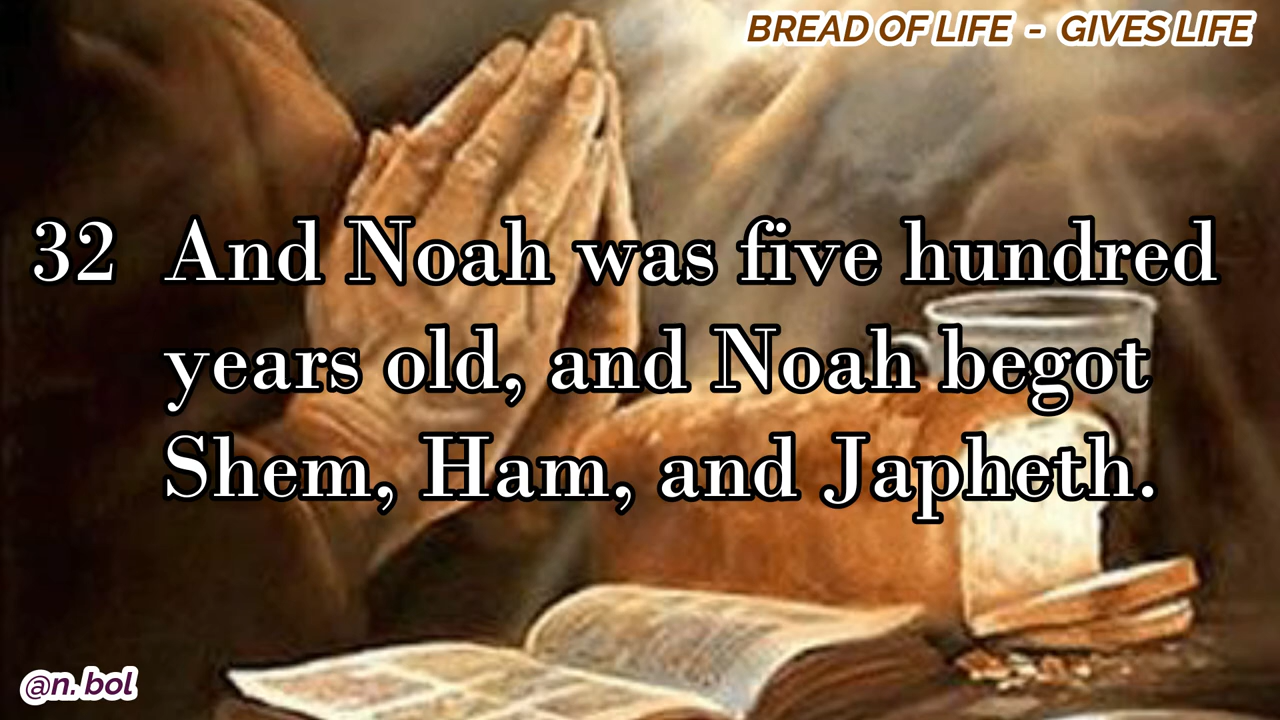 BREAD OF LIFE - GIVES LIFE
32 And Noah was five hundred
years old, and Noah begot
Shem, Ham, and Japheth.
@n. bol